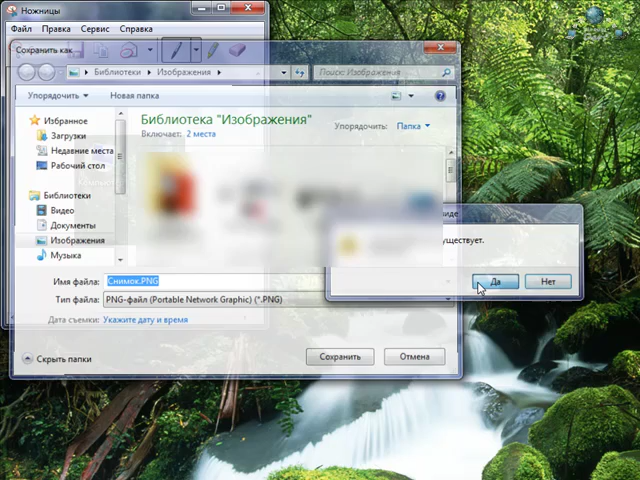 Ножницы
Файл Правка Сервис Справка
Сохранить как
Библиотеки Изображения
Поиск: Изображения
Упорядочить Новая папка
Избранное
Загрузки
Недавние места
Рабочий стол
Библиотеки
Видео
Документы
Изображения
Музыка
Библиотека "Изображения"
Включает: 2 места
Упорядочить: Папка
Имя файла: Снимок.PNG
Тип файла: PNG-файл (Portable Network Graphic) (*.PNG)
Дата съемки: Укажите дату и время
Скрыть папки
Сохранить
Отмена
Да
Нет